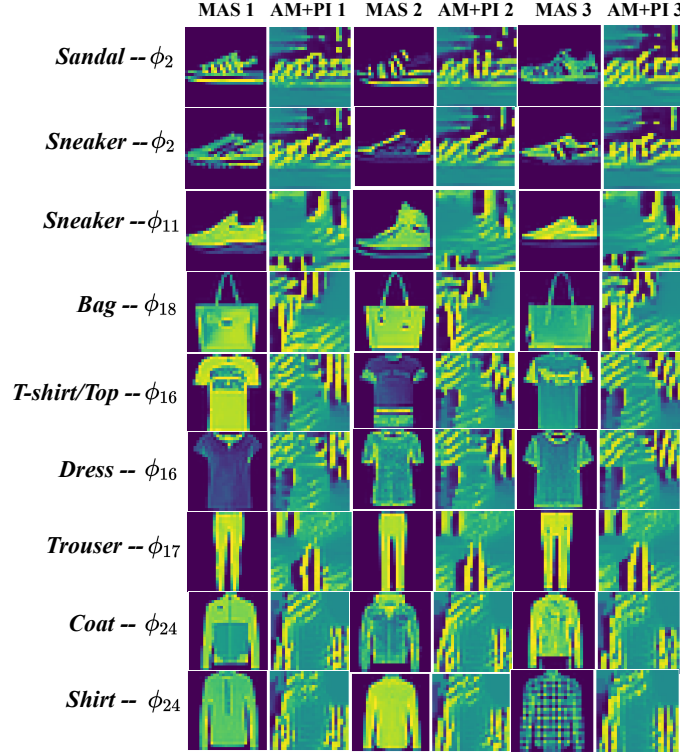 MAS 1 AM+PI 1 MAS 2 AM+PI 2 MAS 3 AM+PI 3
Sandal -- ϕ₂
Sneaker -- ϕ₂
Sneaker -- ϕ₁₁
Bag -- ϕ₁₈
T-shirt/Top -- ϕ₁₆
Dress -- ϕ₁₆
Trouser -- ϕ₁₇
Coat -- ϕ₂₄
Shirt -- ϕ₂₄